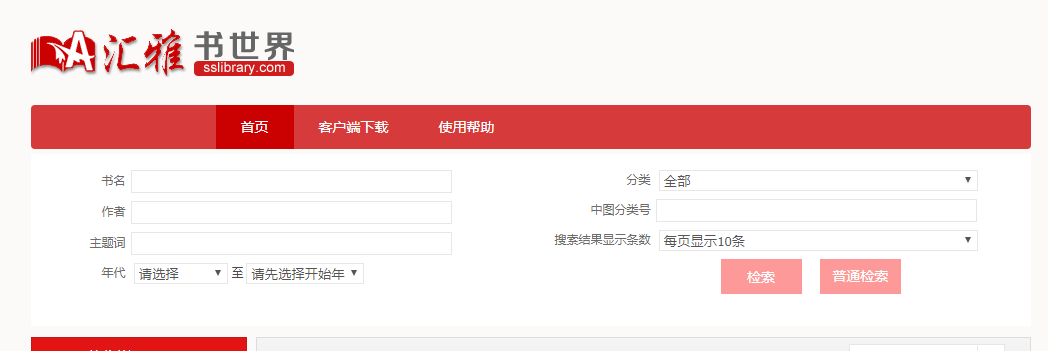 A汇雅 书世界
sslibrary.com
首页 客户端下载 使用帮助
书名 分类 全部
作者 中图分类号
主题词 搜索结果显示条数 每页显示10条
年代 请选择 至 请先选择开始年
检索 普通检索